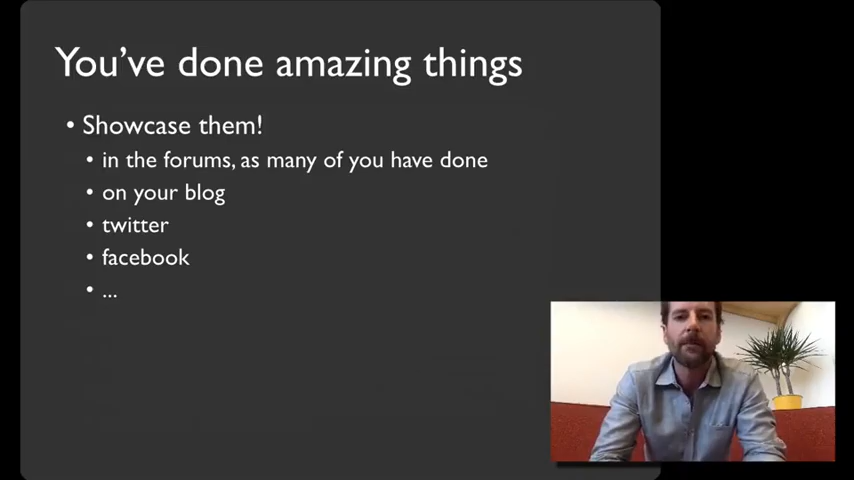 You've done amazing things
• Showcase them!
• in the forums, as many of you have done
• on your blog
• twitter
• facebook
• ...